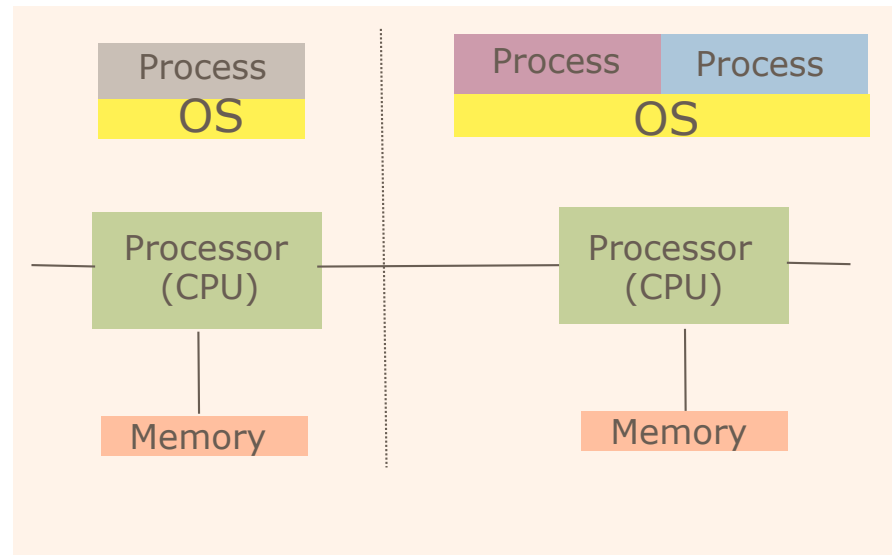 Process
OS
Processor
(CPU)
Memory
Process
Process
OS
Processor
(CPU)
Memory